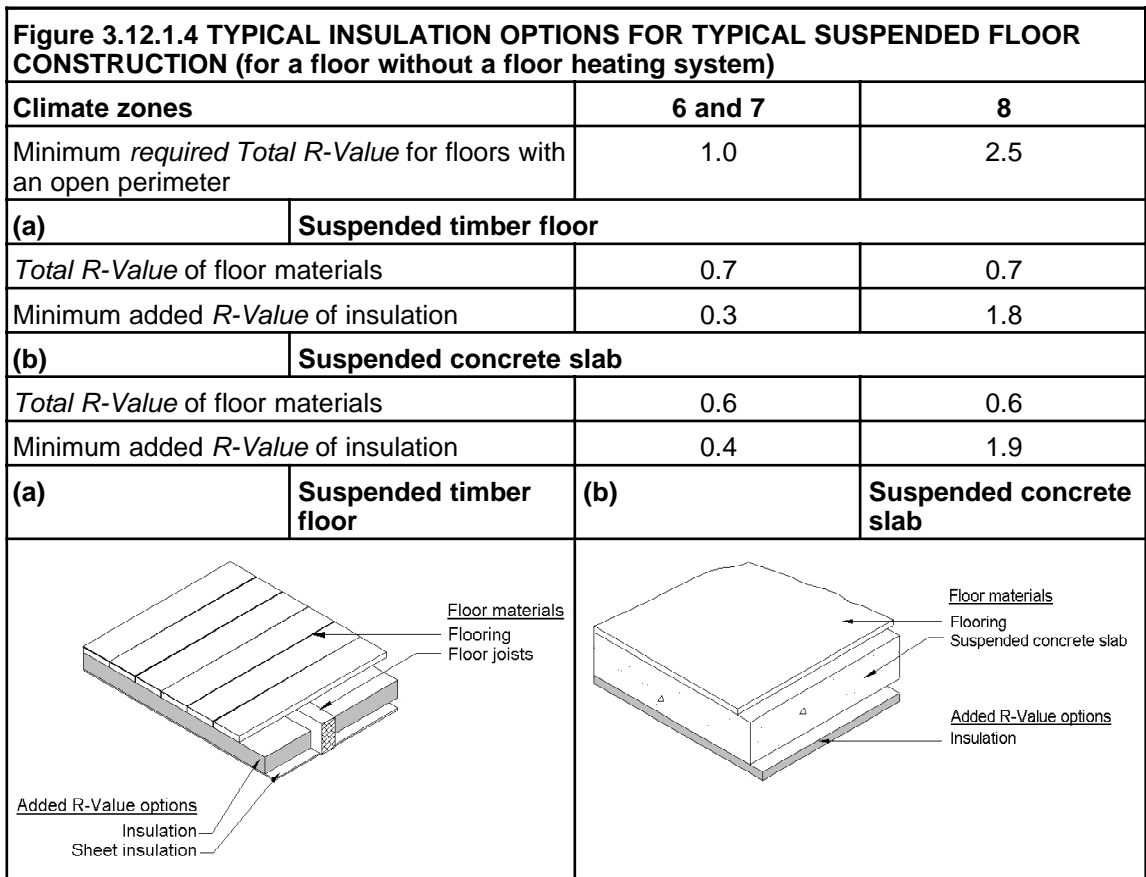 Figure 3.12.1.4 TYPICAL INSULATION OPTIONS FOR TYPICAL SUSPENDED FLOOR
CONSTRUCTION (for a floor without a floor heating system)
Climate zones 6 and 7 8
Minimum required Total R-Value for floors with 1.0 2.5
an open perimeter
(a) Suspended timber floor
Total R-Value of floor materials 0.7 0.7
Minimum added R-Value of insulation 0.3 1.8
(b) Suspended concrete slab
Total R-Value of floor materials 0.6 0.6
Minimum added R-Value of insulation 0.4 1.9
(a) Suspended timber (b) Suspended concrete
floor slab
Floor materials
Flooring
Floor joists
Added R-Value options
Insulation
Sheet insulation
Floor materials
Flooring
Suspended concrete slab
Added R-Value options
Insulation